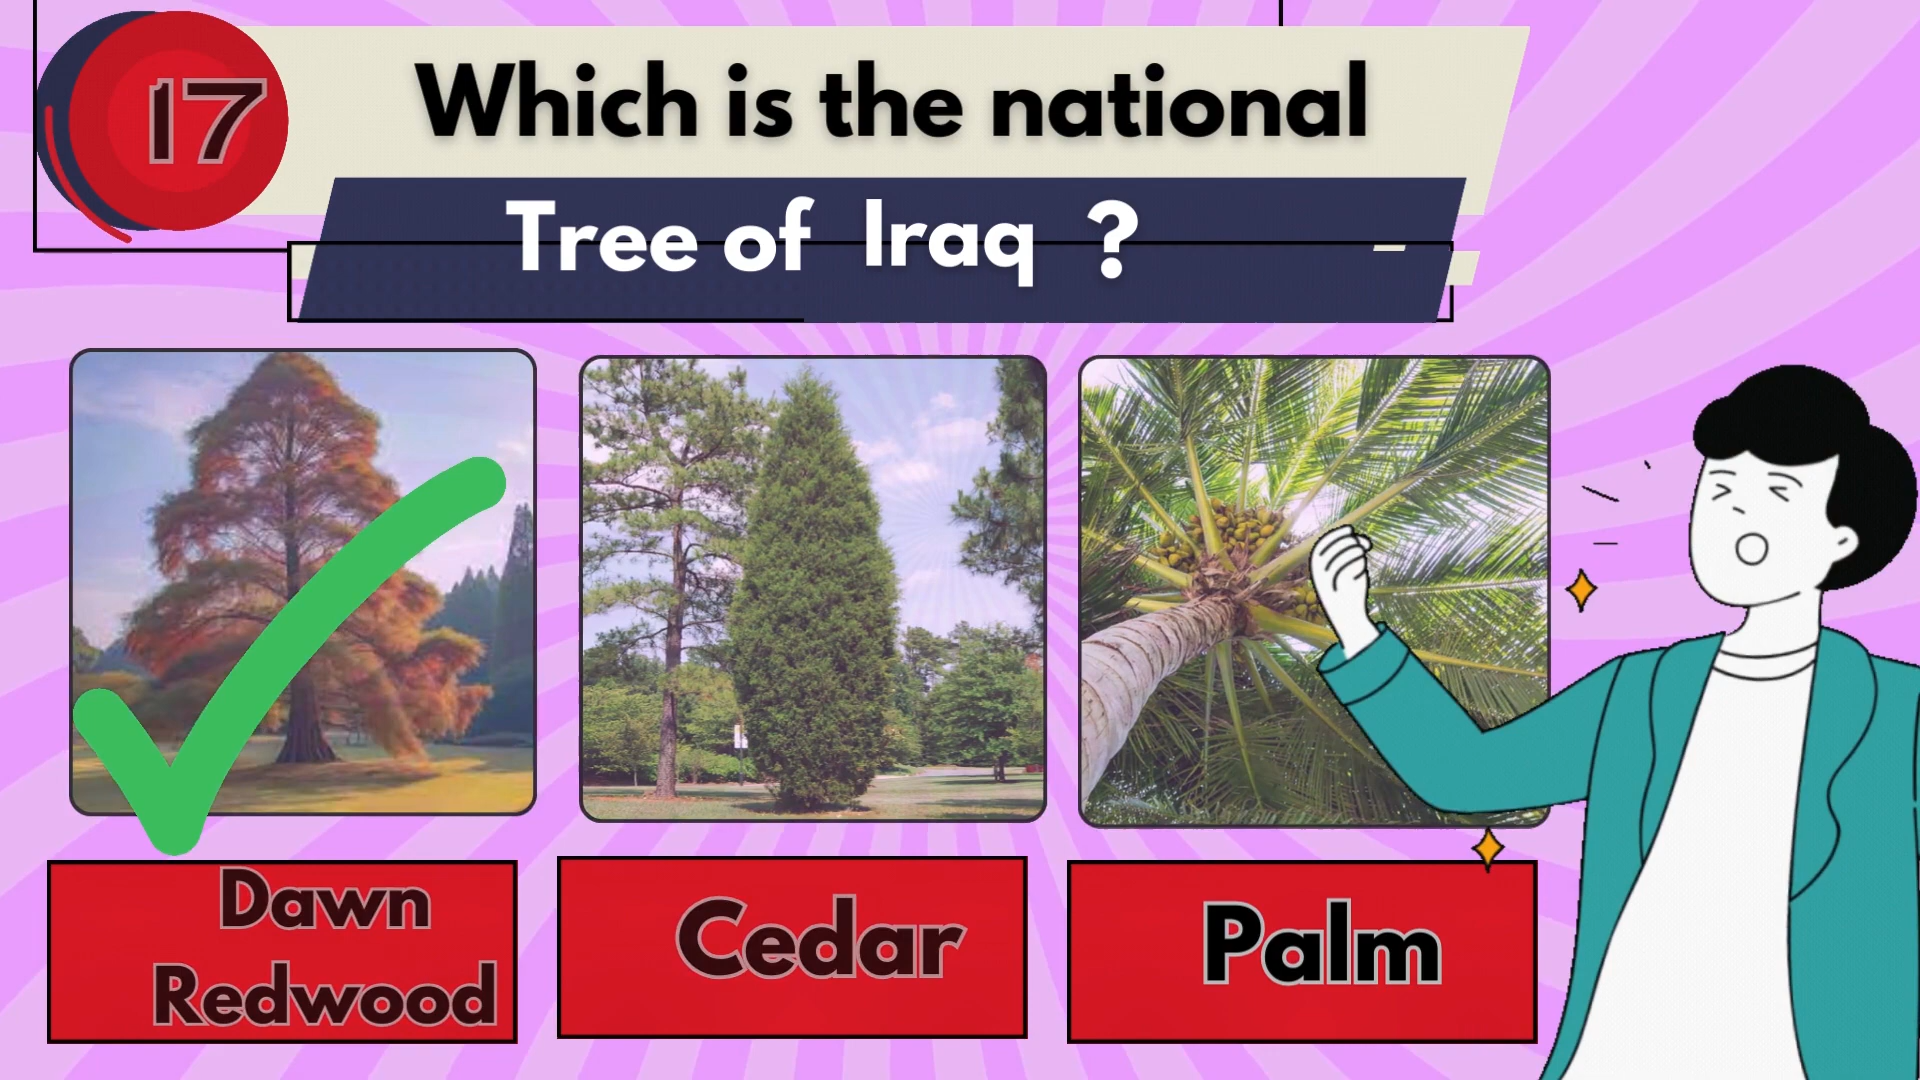 17
Which is the national
Tree of Iraq ?
Dawn
Redwood
Cedar
Palm